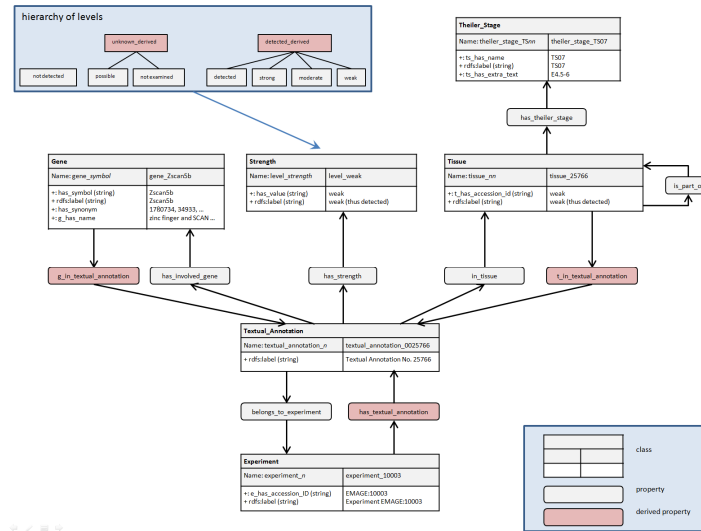 hierarchy of levels
unknown_derived
detected_derived
not detected
possible
not examined
detected
strong
moderate
weak
Theiler_Stage
Name: theiler_stage_TSnn theiler_stage_TS07
+: ts_has_name TS07
+ rdfs:label (string) TS07
+: ts_has_extra_text E4.5-6
has_theiler_stage
Gene
Name: gene_symbol gene_Zscan5b
+: has_symbol (string) Zscan5b
+ rdfs:label (string) Zscan5b
+: has_synonym 1780734, 34933, ...
+: g_has_name zinc finger and SCAN ...
Strength
Name: level_strength level_weak
+: has_value (string) weak
+ rdfs:label (string) weak (thus detected)
Tissue
Name: tissue_nn tissue_25766
+: t_has_accession_id (string) weak
+ rdfs:label (string) weak (thus detected)
is_part_o
g_in_textual_annotation
has_involved_gene
has_strength
in_tissue
t_in_textual_annotation
Textual_Annotation
Name: textual_annotation_n textual_annotation_0025766
+ rdfs:label (string) Textual Annotation No. 25766
belongs_to_experiment
has_textual_annotation
Experiment
Name: experiment_n experiment_10003
+: e_has_accession_ID (string) EMAGE:10003
+ rdfs:label (string) Experiment EMAGE:10003
class
property
derived property